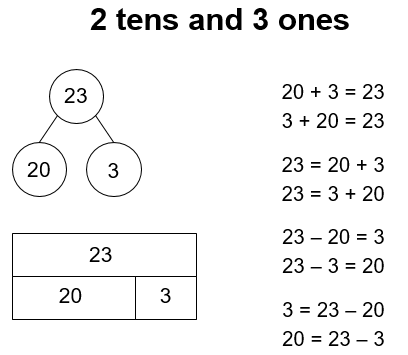 2 tens and 3 ones
23
20
3
23
20 3
20 + 3 = 23
3 + 20 = 23
23 = 20 + 3
23 = 3 + 20
23 – 20 = 3
23 – 3 = 20
3 = 23 – 20
20 = 23 – 3